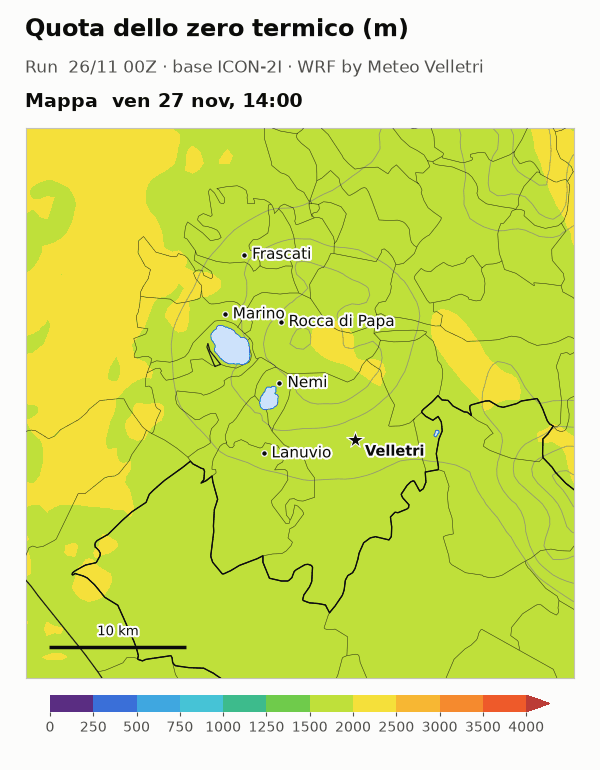 Quota dello zero termico (m)
Run  26/11 00Z · base ICON-2I · WRF by Meteo Velletri
Mappa  ven 27 nov, 14:00
Frascati
Marino
Rocca di Papa
Nemi
Velletri
Lanuvio
10 km
0 250 500 750 1000 1250 1500 2000 2500 3000 3500 4000